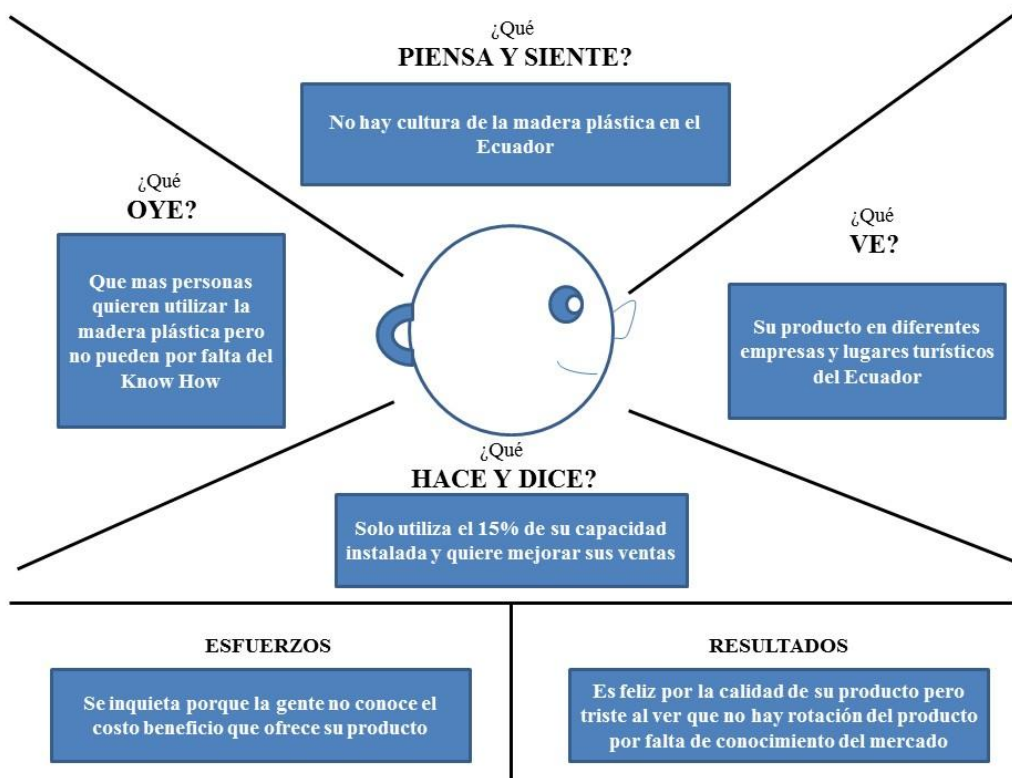 ¿Qué
PIENSA Y SIENTE?
No hay cultura de la madera plástica en el
Ecuador
¿Qué
OYE?
Que mas personas
quieren utilizar la
madera plástica pero
no pueden por falta del
Know How
¿Qué
VE?
Su producto en diferentes
empresas y lugares turísticos
del Ecuador
¿Qué
HACE Y DICE?
Solo utiliza el 15% de su capacidad
instalada y quiere mejorar sus ventas
ESFUERZOS
Se inquieta porque la gente no conoce el
costo beneficio que ofrece su producto
RESULTADOS
Es feliz por la calidad de su producto pero
triste al ver que no hay rotación del producto
por falta de conocimiento del mercado